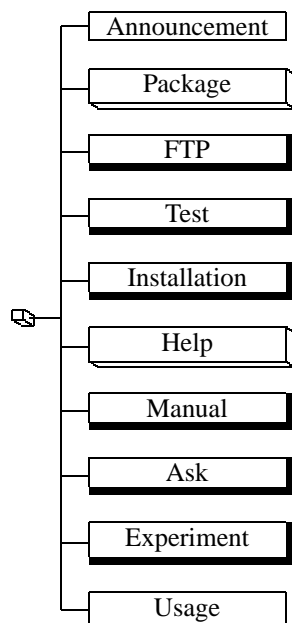 Announcement
Package
FTP
Test
Installation
Help
Manual
Ask
Experiment
Usage